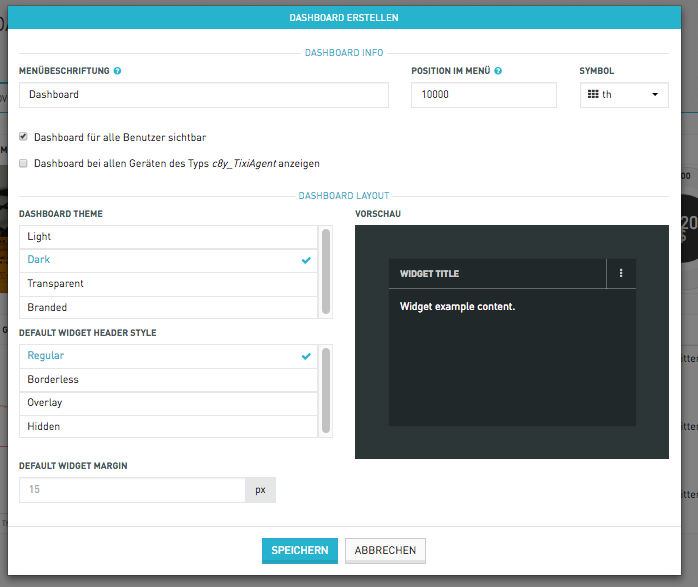 DASHBOARD ERSTELLEN
DASHBOARD INFO
MENÜBESCHRIFTUNG
POSITION IM MENÜ
SYMBOL
Dashboard
10000
th
Dashboard für alle Benutzer sichtbar
Dashboard bei allen Geräten des Typs c8y_TixiAgent anzeigen
DASHBOARD LAYOUT
DASHBOARD THEME
VORSCHAU
Light
Dark
Transparent
Branded
WIDGET TITLE
Widget example content.
DEFAULT WIDGET HEADER STYLE
Regular
Borderless
Overlay
Hidden
DEFAULT WIDGET MARGIN
15 px
SPEICHERN
ABBRECHEN